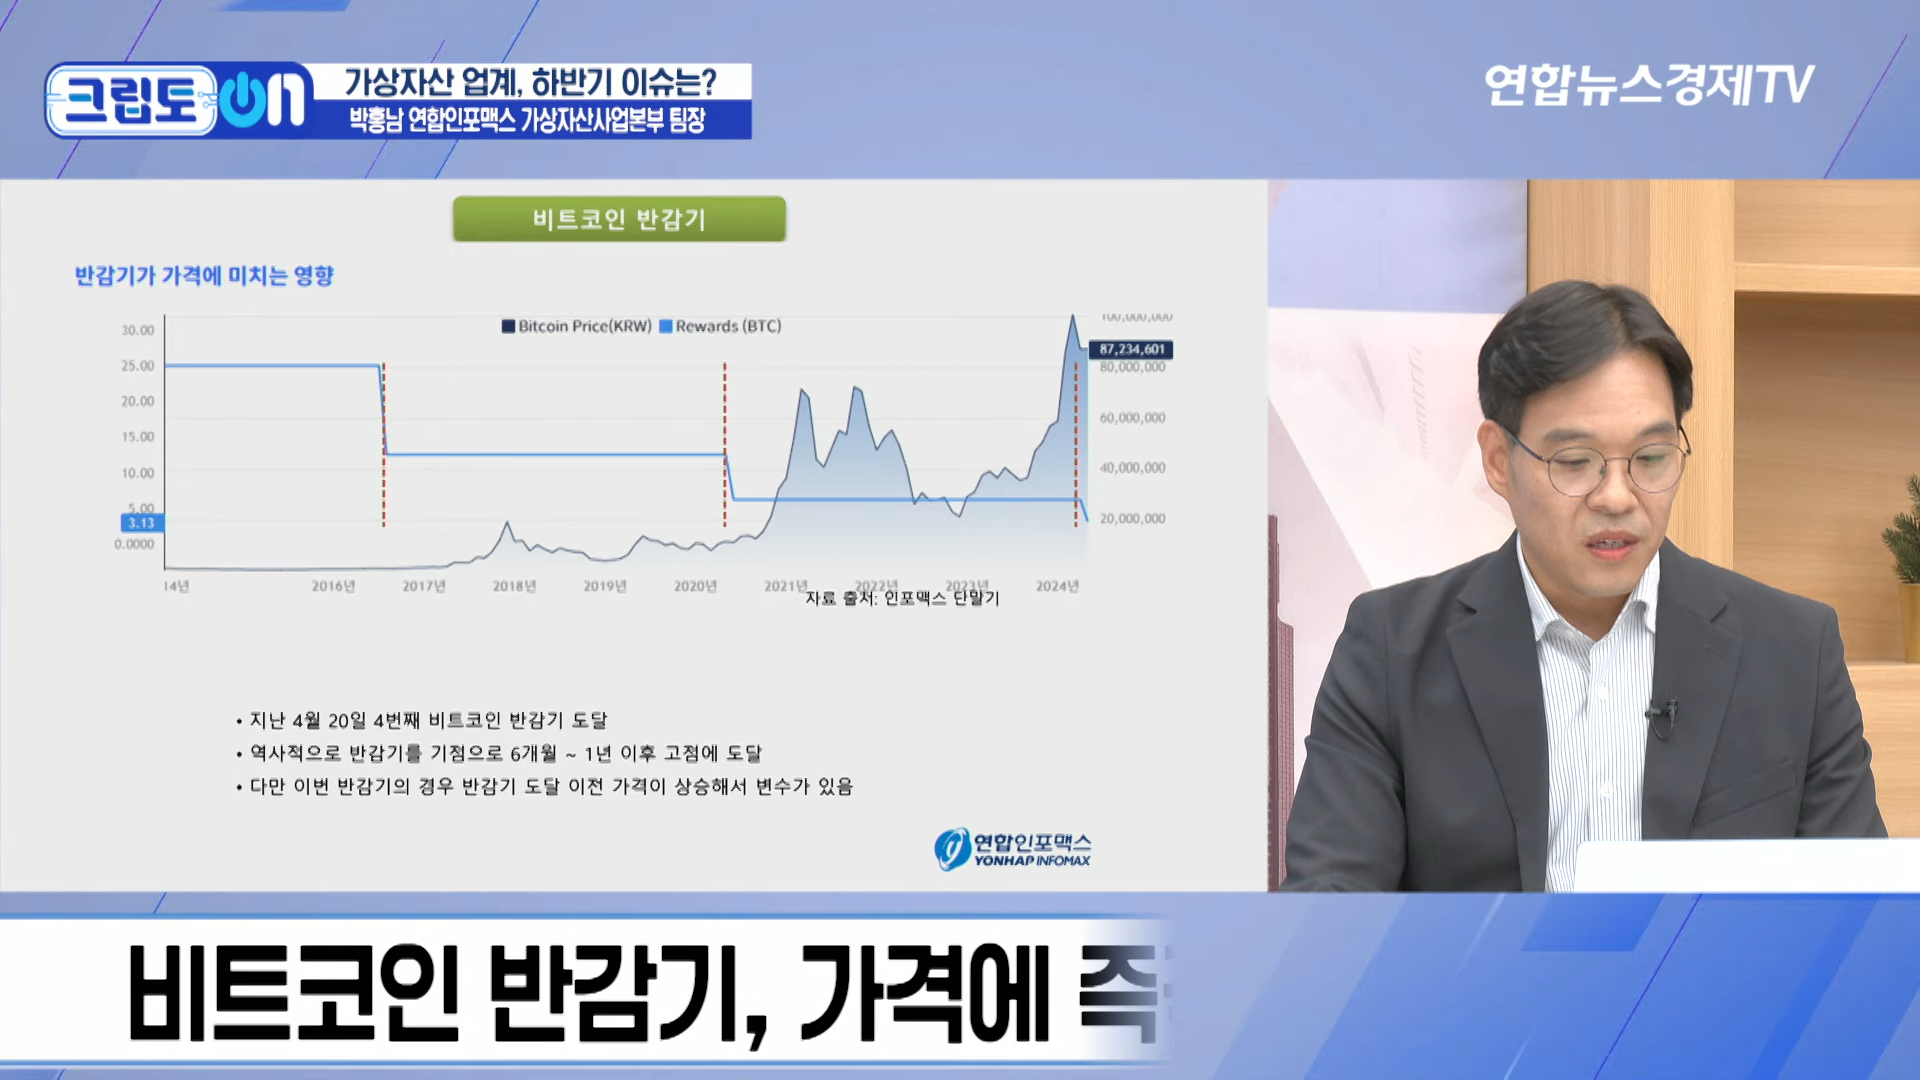 크립토 ON
가상자산 업계, 하반기 이슈는?
박홍남 연합인포맥스 가상자산사업본부 팀장
연합뉴스경제TV
비트코인 반감기
반감기가 가격에 미치는 영향
Bitcoin Price(KRW) Rewards (BTC)
30.00
25.00
20.00
15.00
10.00
5.00
3.13
0.0000
100,000,000
87,234,601
80,000,000
60,000,000
40,000,000
20,000,000
14년 2016년 2017년 2018년 2019년 2020년 2021년 2022년 2023년 2024년
자료 출처: 인포맥스 단말기
• 지난 4월 20일 4번째 비트코인 반감기 도달
• 역사적으로 반감기를 기점으로 6개월 ~ 1년 이후 고점에 도달
• 다만 이번 반감기의 경우 반감기 도달 이전 가격이 상승해서 변수가 있음
연합인포맥스
YONHAP INFOMAX
비트코인 반감기, 가격에 즉